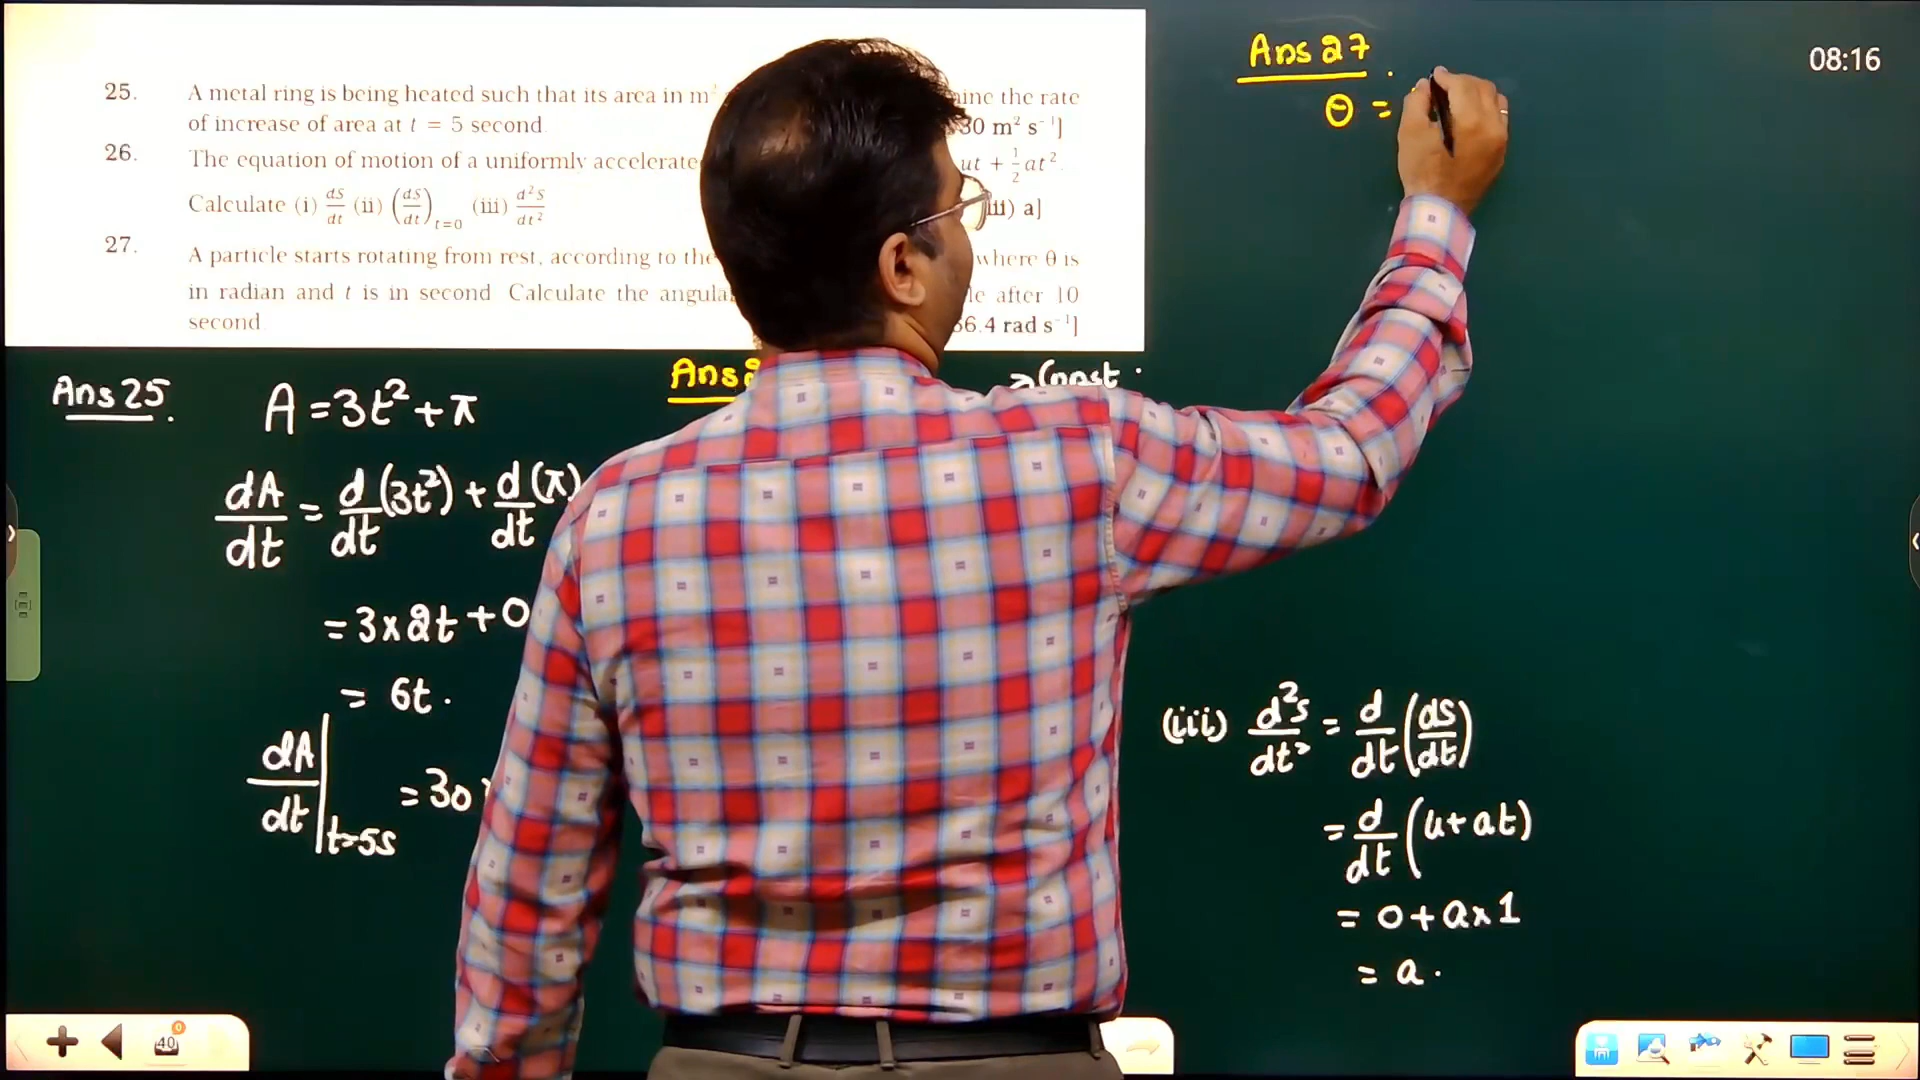 25. A metal ring is being heated such that its area in m the rate
of increase of area at t = 5 second. 30 m² s⁻¹]
26. The equation of motion of a uniformly ut + ½at².
Calculate (i) dS/dt (ii) (dS/dt)t=0 (iii) d²S/dt² iii) a]
27. A particle starts rotating from rest, according to the where θ is
in radian and t is in second. Calculate the after 10
second. 6.4 rad s⁻¹]
Ans 25.
A = 3t² + π
dA/dt = d/dt(3t²) + d/dt(π)
= 3×2t + 0
= 6t.
dA/dt|t=5s = 30
Ans
Const.
(iii) d²s/dt² = d/dt(ds/dt)
= d/dt(u+at)
= 0+a×1
= a.
Ans 27.
θ =
08:16
40
0